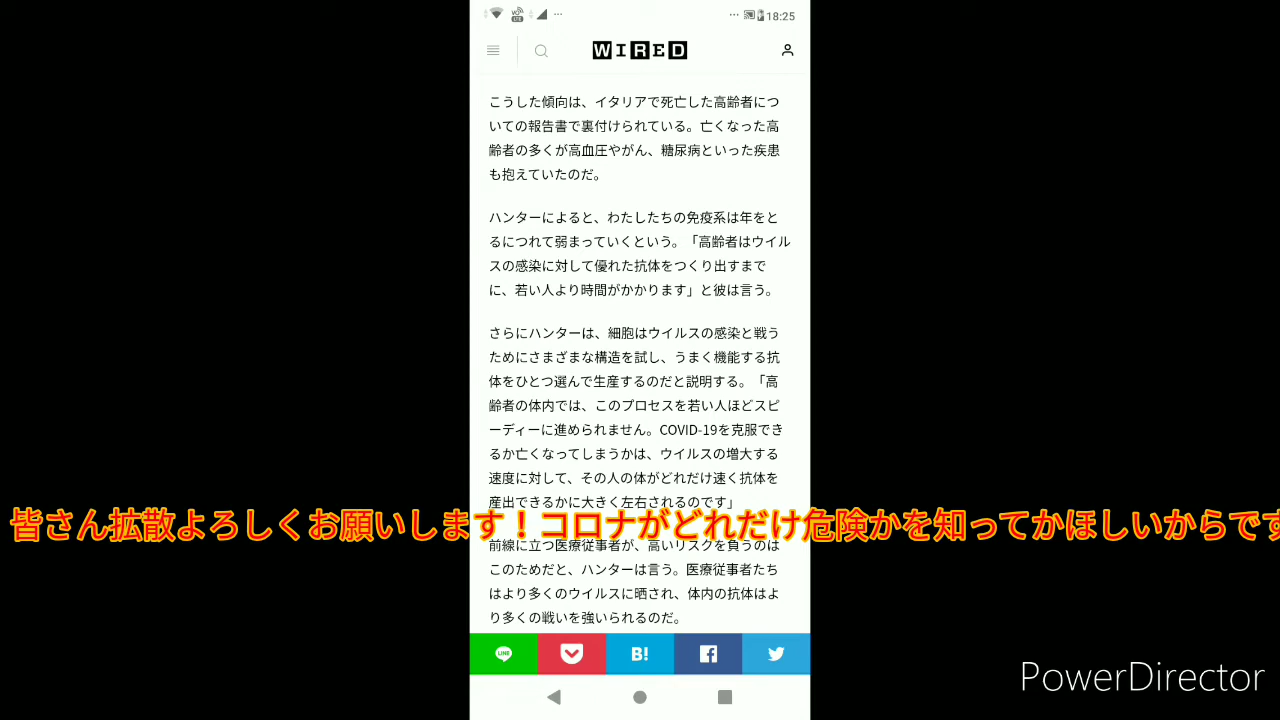 18:25
WIRED
こうした傾向は、イタリアで死亡した高齢者につ
いての報告書で裏付けられている。亡くなった高
齢者の多くが高血圧やがん、糖尿病といった疾患
も抱えていたのだ。
ハンターによると、わたしたちの免疫系は年をと
るにつれて弱まっていくという。「高齢者はウイル
スの感染に対して優れた抗体をつくり出すまで
に、若い人より時間がかかります」と彼は言う。
さらにハンターは、細胞はウイルスの感染と戦う
ためにさまざまな構造を試し、うまく機能する抗
体をひとつ選んで生産するのだと説明する。「高
齢者の体内では、このプロセスを若い人ほどスピ
ーディーに進められません。COVID-19を克服でき
るか亡くなってしまうかは、ウイルスの増大する
速度に対して、その人の体がどれだけ速く抗体を
産出できるかに大きく左右されるのです」
皆さん拡散よろしくお願いします！コロナがどれだけ危険かを知ってかほしいからです
前線に立つ医療従事者が、高いリスクを負うのは
このためだと、ハンターは言う。医療従事者たち
はより多くのウイルスに晒され、体内の抗体はよ
り多くの戦いを強いられるのだ。
LINE
B!
PowerDirector